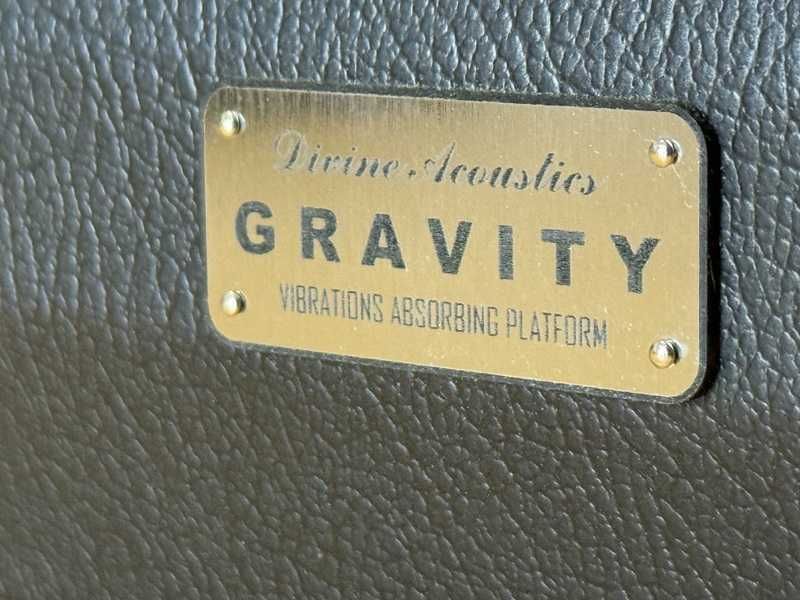 Divine Acoustics
GRAVITY
VIBRATIONS ABSORBING PLATFORM